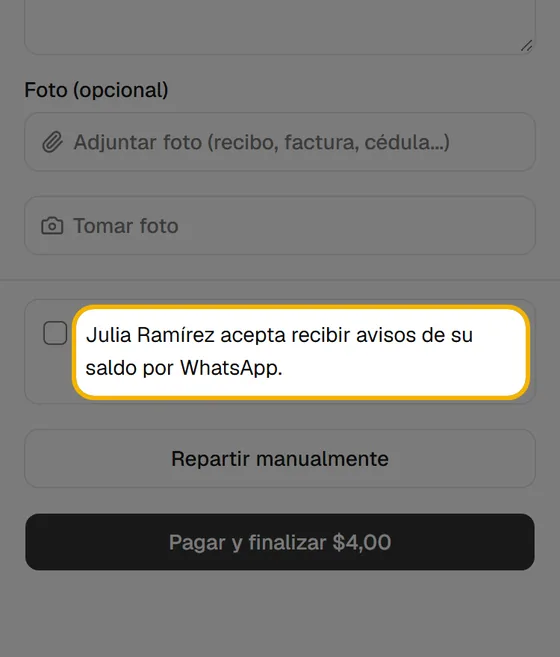 Foto (opcional)
Adjuntar foto (recibo, factura, cédula...)
Tomar foto
Julia Ramírez acepta recibir avisos de su
saldo por WhatsApp.
Repartir manualmente
Pagar y finalizar $4,00